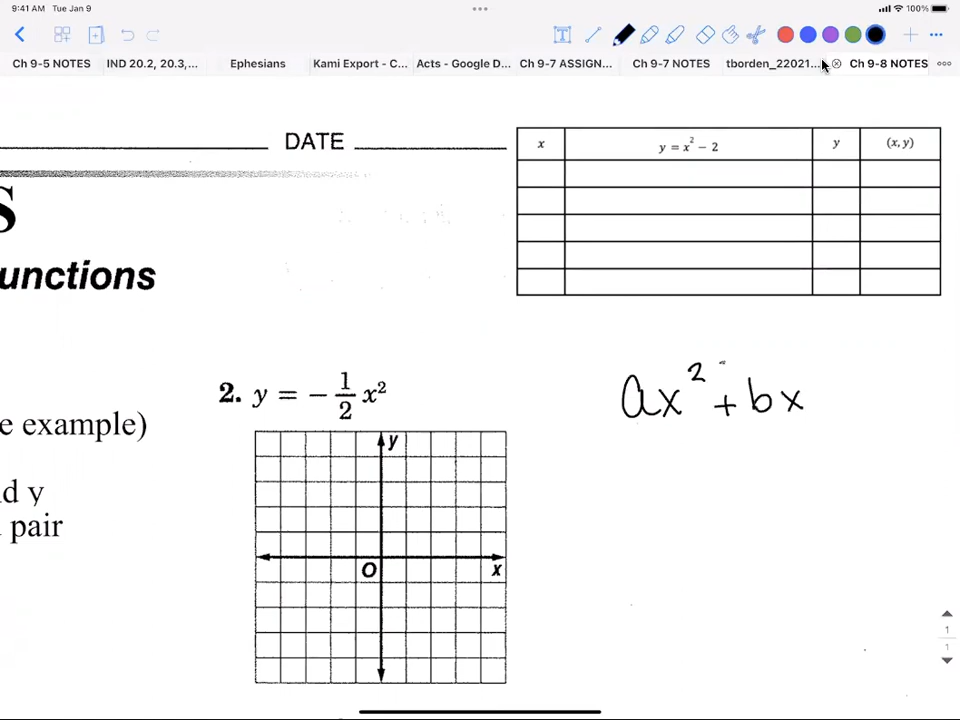 9:41 AM Tue Jan 9
100%
Ch 9-5 NOTES
IND 20.2, 20.3,...
Ephesians
Kami Export - C...
Acts - Google D...
Ch 9-7 ASSIGN...
Ch 9-7 NOTES
tborden_22021...
Ch 9-8 NOTES
DATE
x y = x² − 2 y (x, y)
S
unctions
2. y = −1/2 x²
ax² + bx
e example)
d y
pair
y
O
x
1
1